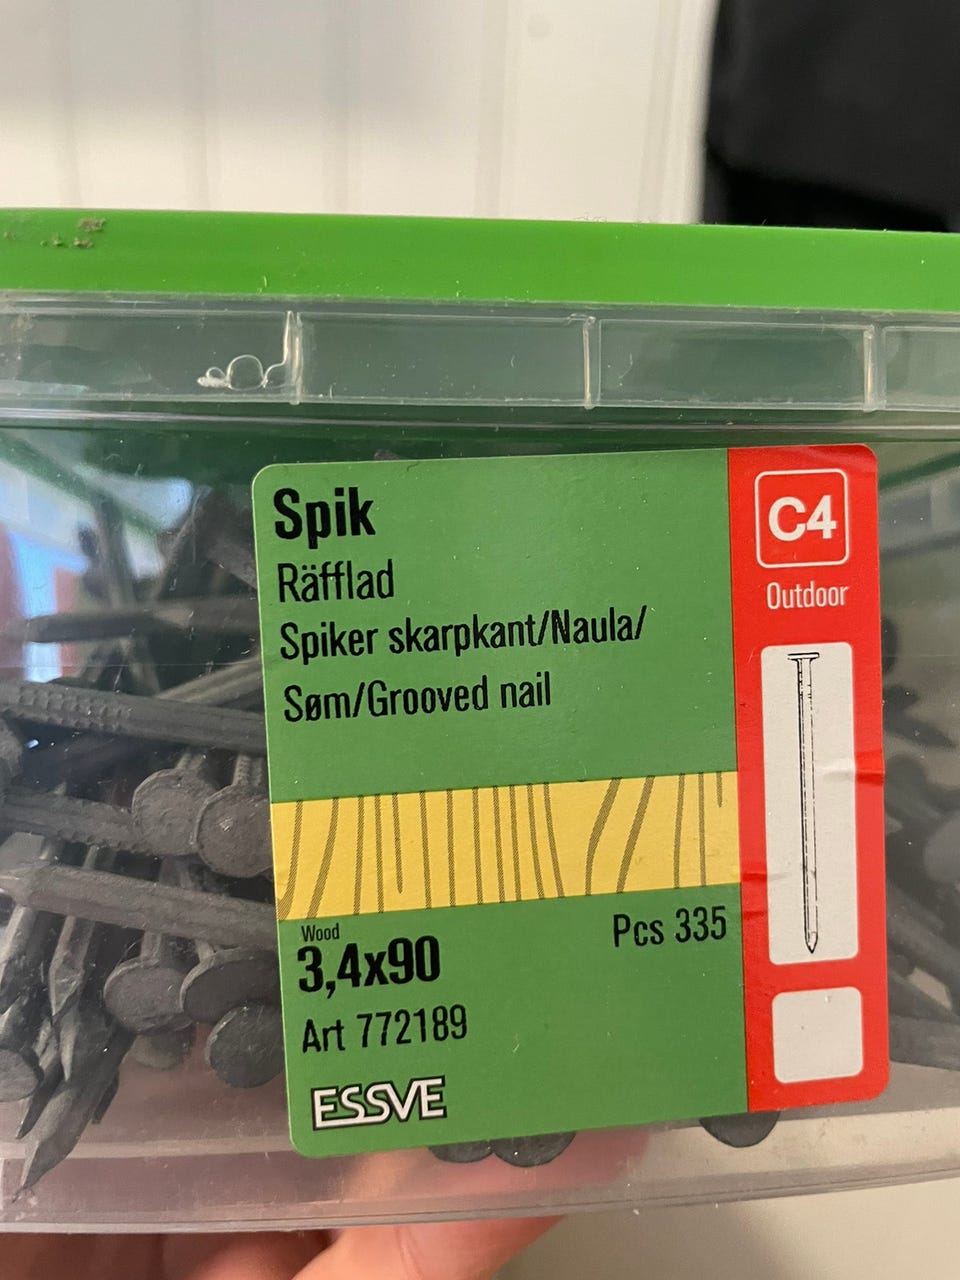 Spik
Räfflad
Spiker skarpkant/Naula/
Søm/Grooved nail
C4
Outdoor
Wood
3,4x90
Pcs 335
Art 772189
ESSVE